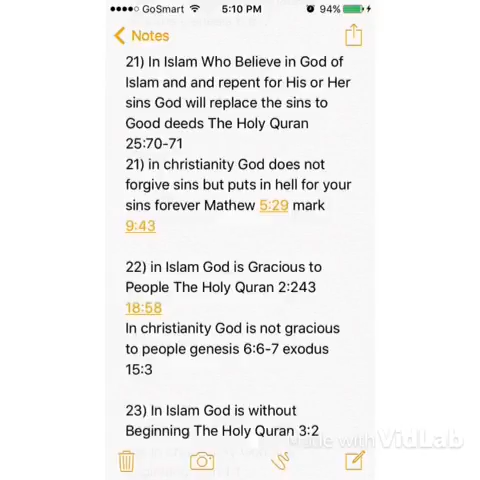 GoSmart 5:10 PM 94%
Notes
21) In Islam Who Believe in God of
Islam and and repent for His or Her
sins God will replace the sins to
Good deeds The Holy Quran
25:70-71
21) in christianity God does not
forgive sins but puts in hell for your
sins forever Mathew 5:29 mark
9:43
22) in Islam God is Gracious to
People The Holy Quran 2:243
18:58
In christianity God is not gracious
to people genesis 6:6-7 exodus
15:3
23) In Islam God is without
Beginning The Holy Quran 3:2
with VidLab